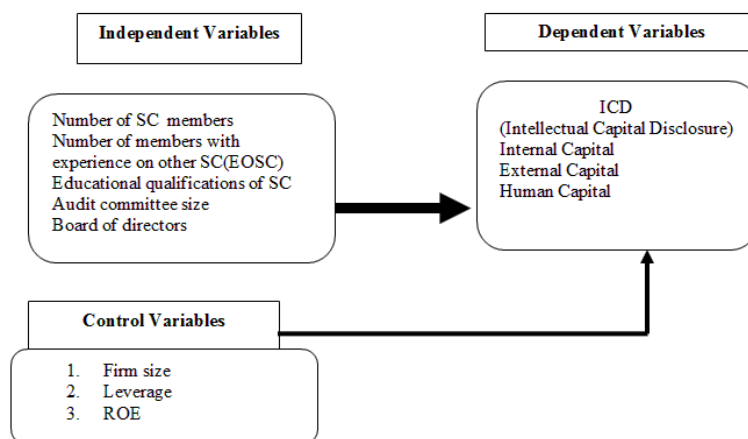 Independent Variables
Number of SC members
Number of members with
experience on other SC(EOSC)
Educational qualifications of SC
Audit committee size
Board of directors
Dependent Variables
ICD
(Intellectual Capital Disclosure)
Internal Capital
External Capital
Human Capital
Control Variables
1. Firm size
2. Leverage
3. ROE